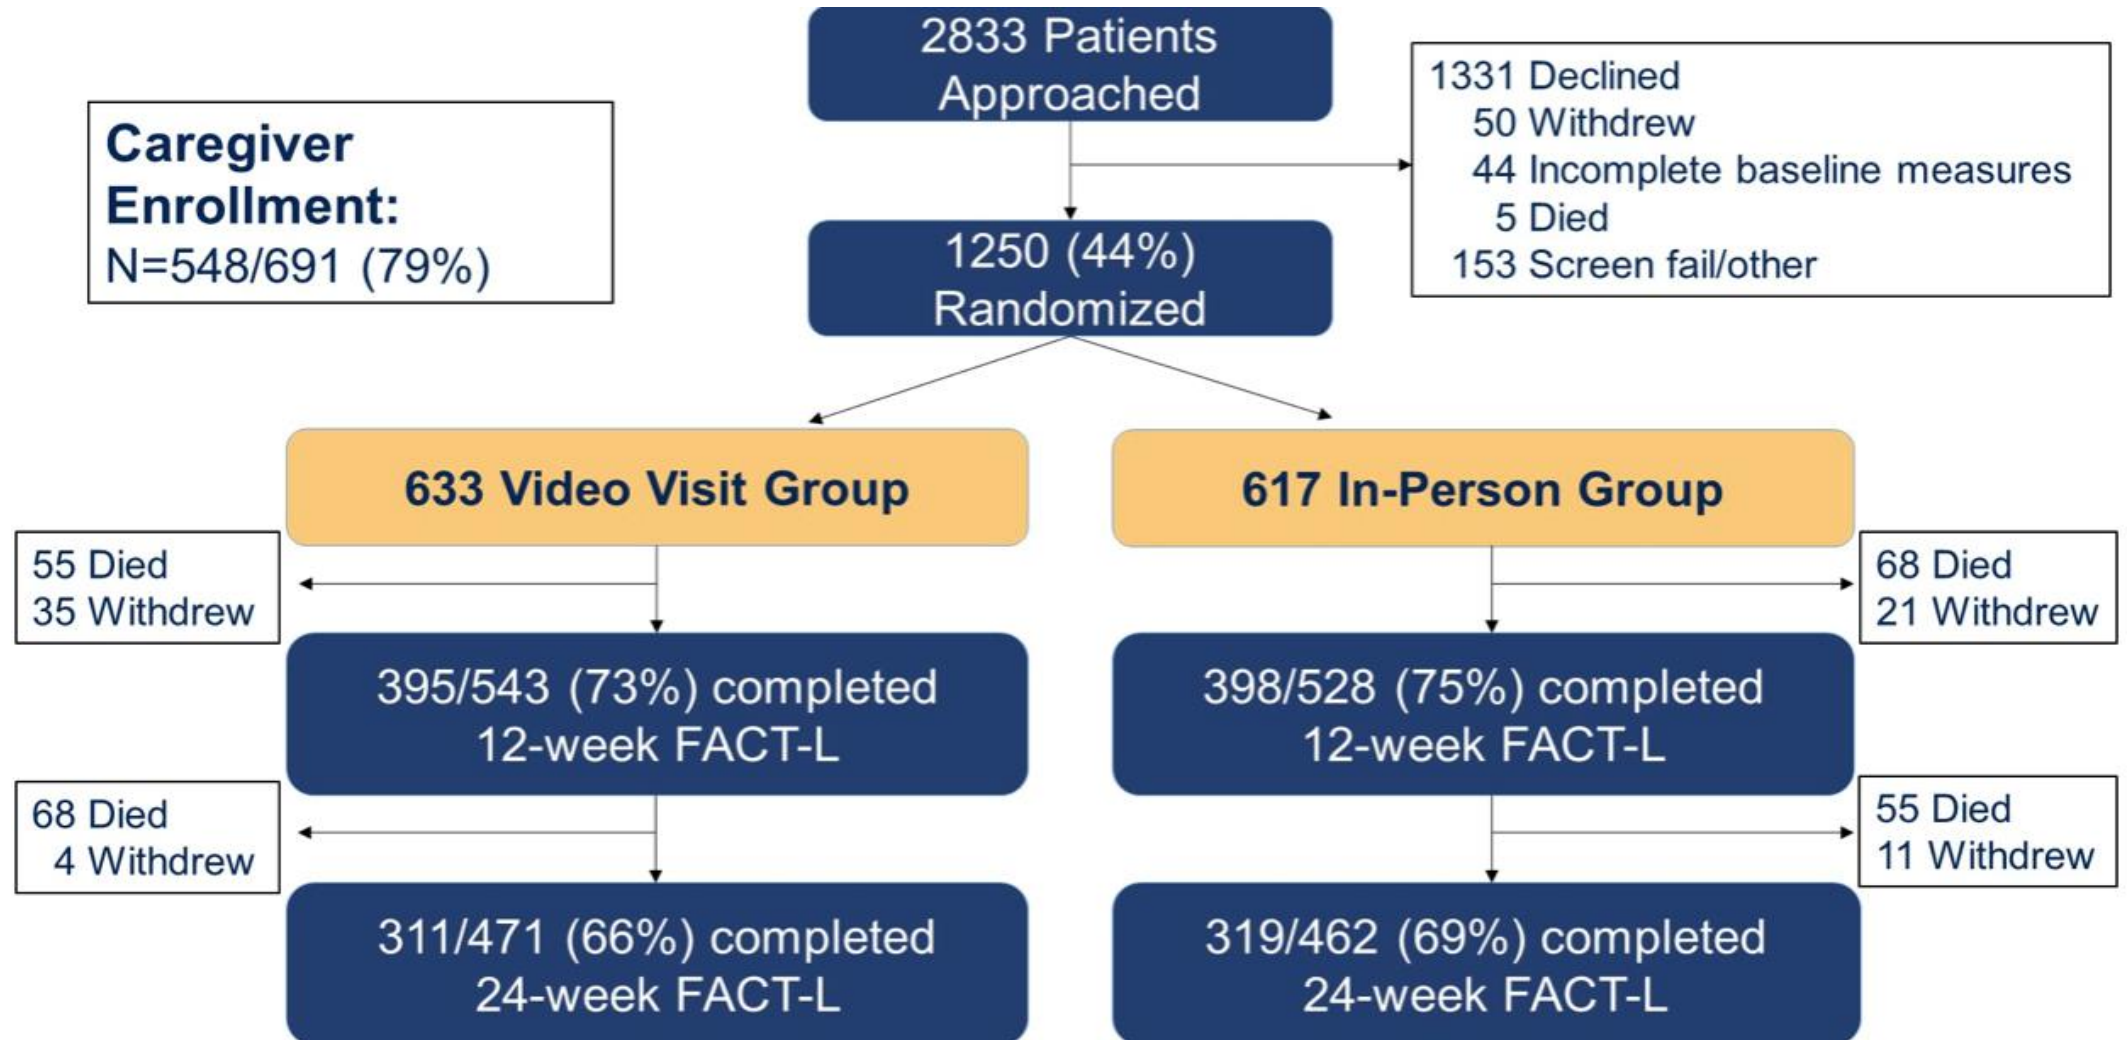 2833 Patients
Approached
1331 Declined
50 Withdrew
44 Incomplete baseline measures
5 Died
153 Screen fail/other
Caregiver
Enrollment:
N=548/691 (79%)
1250 (44%)
Randomized
633 Video Visit Group
617 In-Person Group
55 Died
35 Withdrew
68 Died
21 Withdrew
395/543 (73%) completed
12-week FACT-L
398/528 (75%) completed
12-week FACT-L
68 Died
4 Withdrew
55 Died
11 Withdrew
311/471 (66%) completed
24-week FACT-L
319/462 (69%) completed
24-week FACT-L